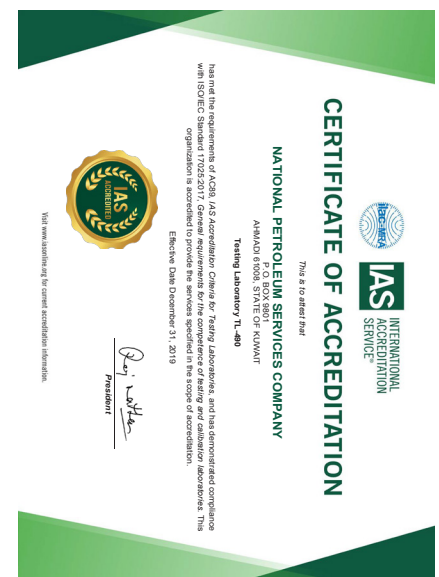 ilac-MRA
IAS
INTERNATIONAL
ACCREDITATION
SERVICE®
CERTIFICATE OF ACCREDITATION
This is to attest that
NATIONAL PETROLEUM SERVICES COMPANY
P.O. BOX 9801
AHMADI 61008, STATE OF KUWAIT
Testing Laboratory TL-490
has met the requirements of AC89, IAS Accreditation Criteria for Testing Laboratories, and has demonstrated compliance
with ISO/IEC Standard 17025:2017, General requirements for the competence of testing and calibration laboratories. This
organization is accredited to provide the services specified in the scope of accreditation.
Effective Date December 31, 2019
IAS
ACCREDITED
President
Visit www.iasonline.org for current accreditation information.